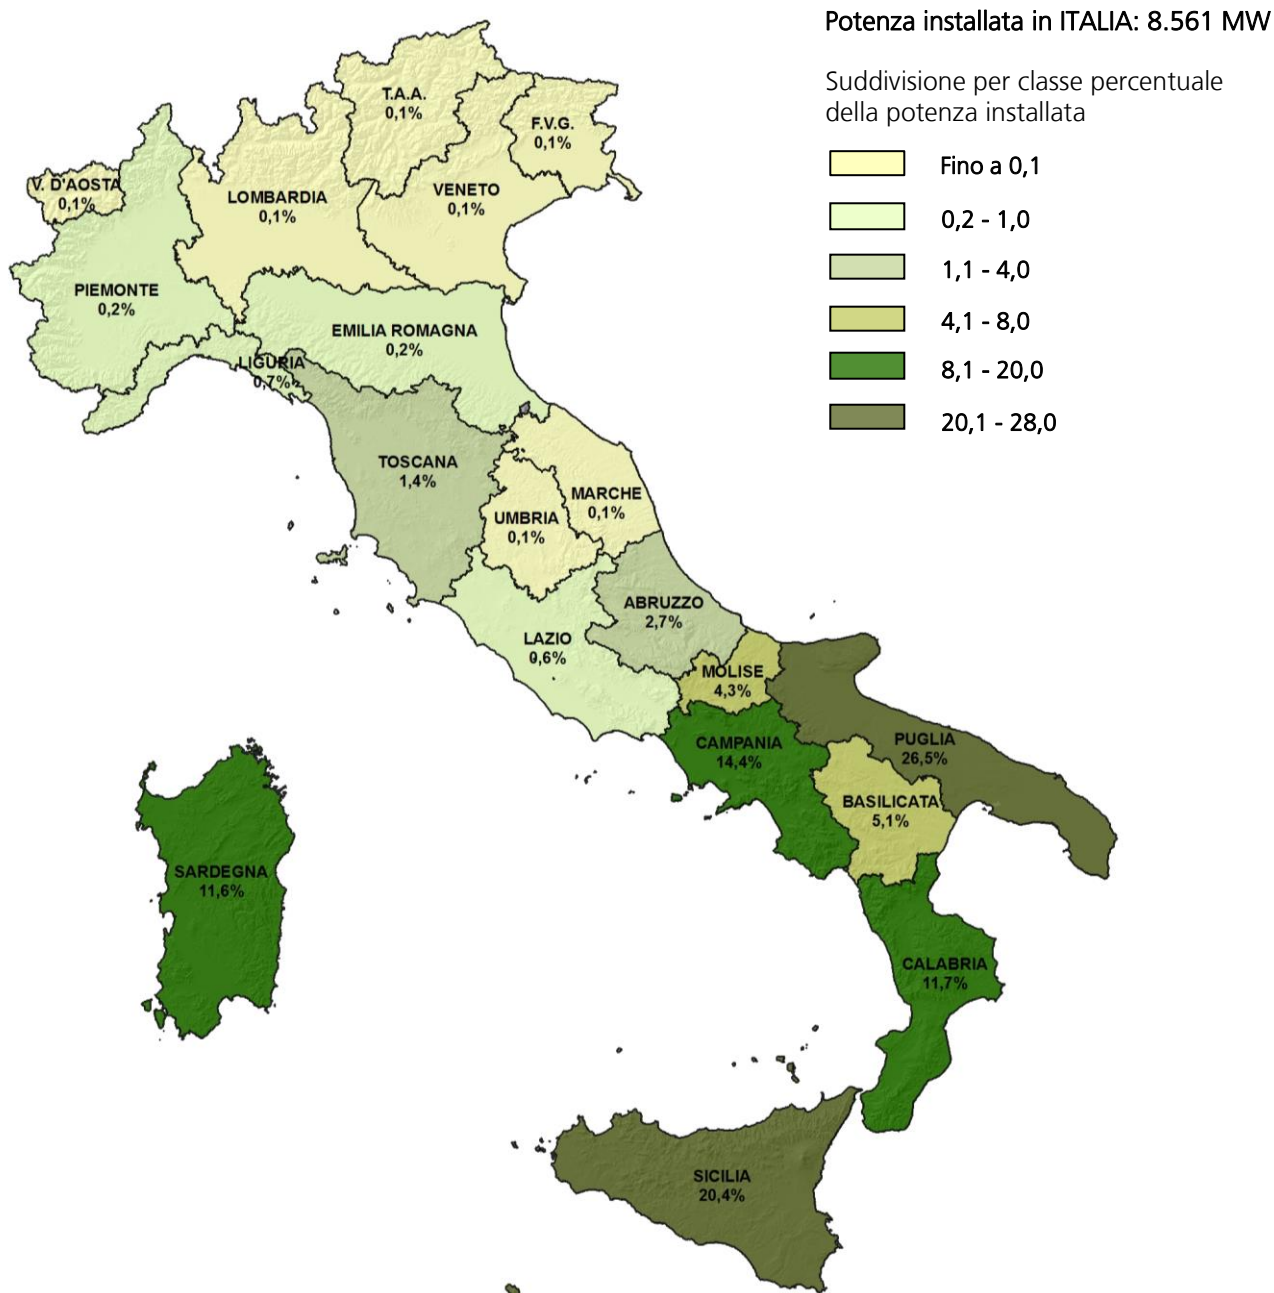 Potenza installata in ITALIA: 8.561 MW
Suddivisione per classe percentuale
della potenza installata
Fino a 0,1
0,2 - 1,0
1,1 - 4,0
4,1 - 8,0
8,1 - 20,0
20,1 - 28,0
T.A.A.
0,1%
F.V.G.
0,1%
V. D'AOSTA
0,1%
LOMBARDIA
0,1%
VENETO
0,1%
PIEMONTE
0,2%
EMILIA ROMAGNA
0,2%
LIGURIA
0,7%
TOSCANA
1,4%
MARCHE
0,1%
UMBRIA
0,1%
ABRUZZO
2,7%
LAZIO
0,6%
MOLISE
4,3%
CAMPANIA
14,4%
PUGLIA
26,5%
BASILICATA
5,1%
SARDEGNA
11,6%
CALABRIA
11,7%
SICILIA
20,4%